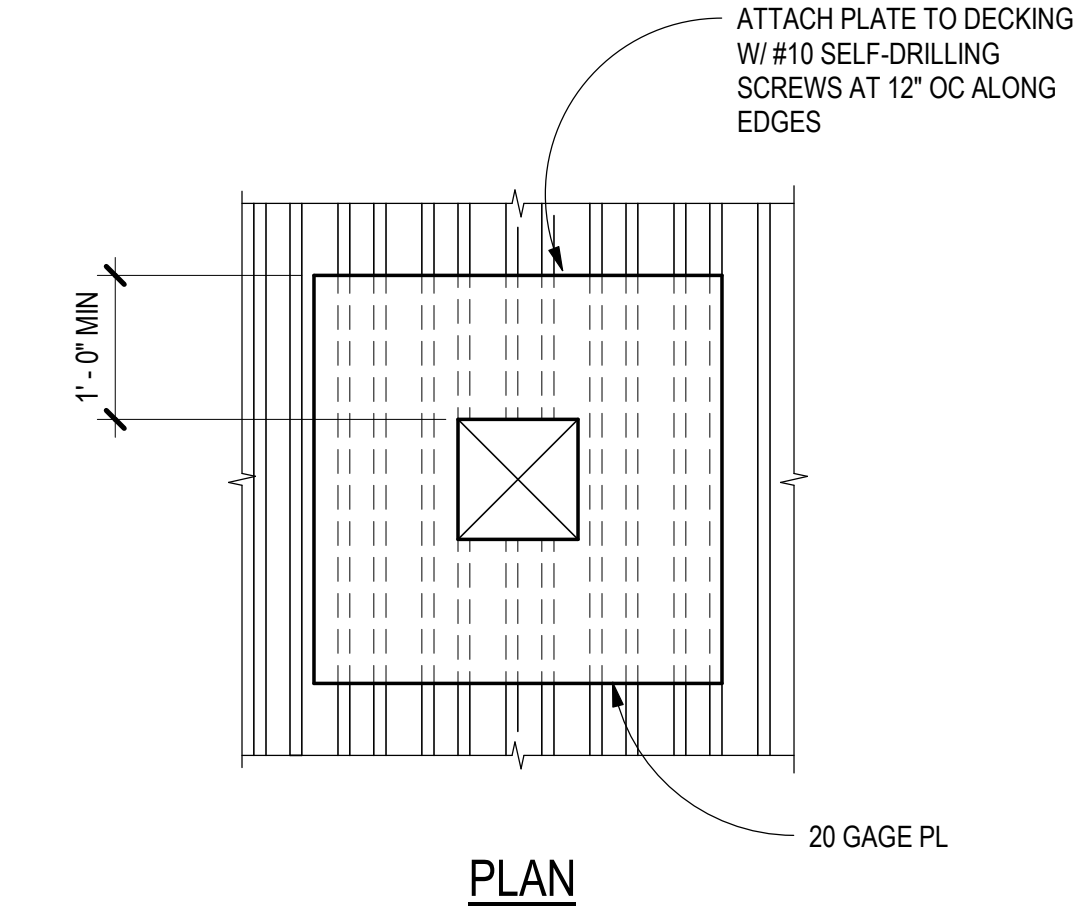 ATTACH PLATE TO DECKING
W/ #10 SELF-DRILLING
SCREWS AT 12" OC ALONG
EDGES
1' - 0" MIN
20 GAGE PL
PLAN